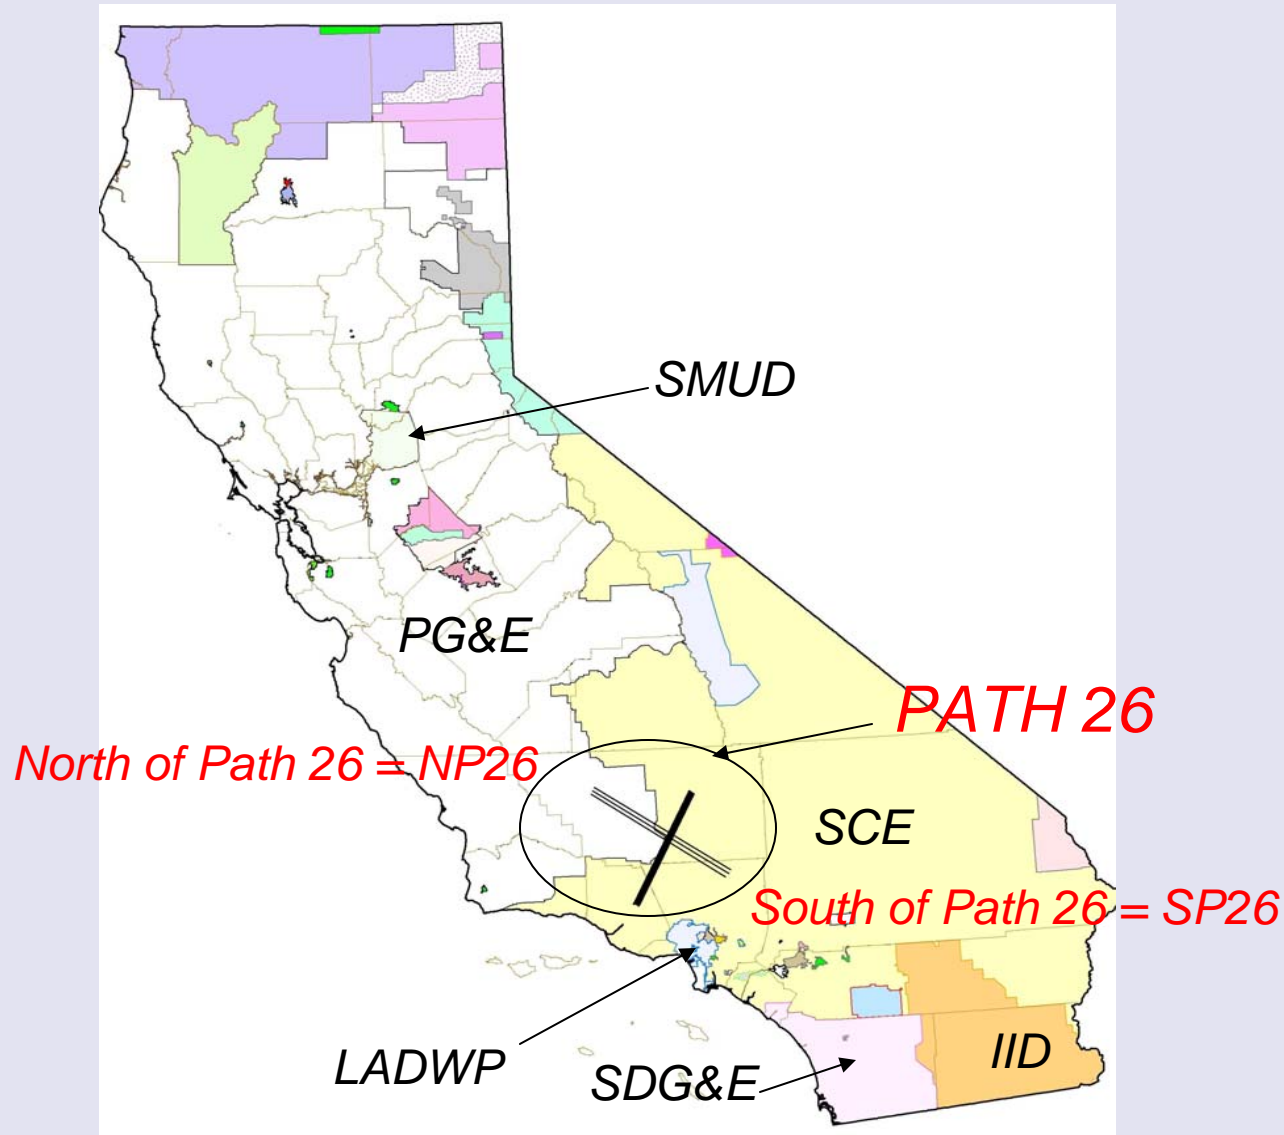 SMUD
PG&E
PATH 26
North of Path 26 = NP26
SCE
South of Path 26 = SP26
LADWP
SDG&E
IID